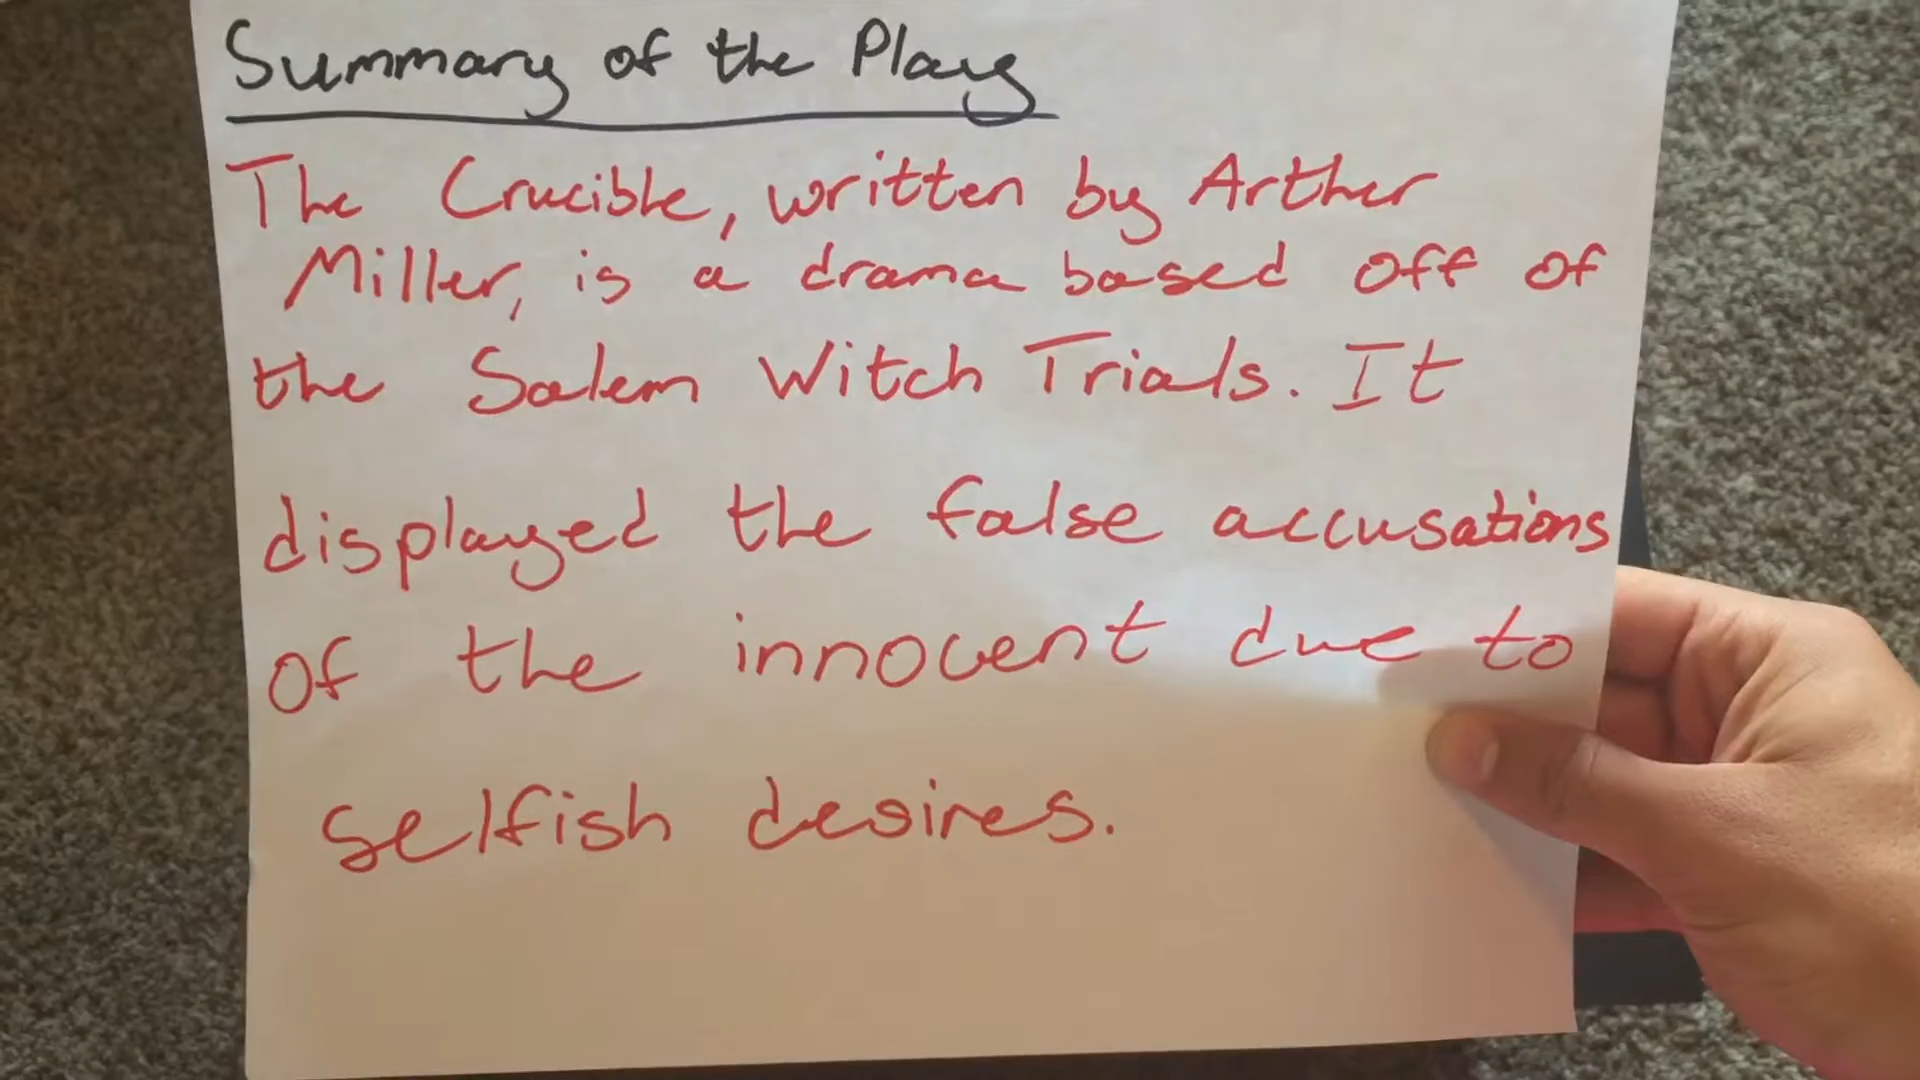 Summary of the Play
The Crucible, written by Arther
Miller, is a drama based off of
the Salem Witch Trials. It
displayed the false accusations
of the innocent due to
selfish desires.